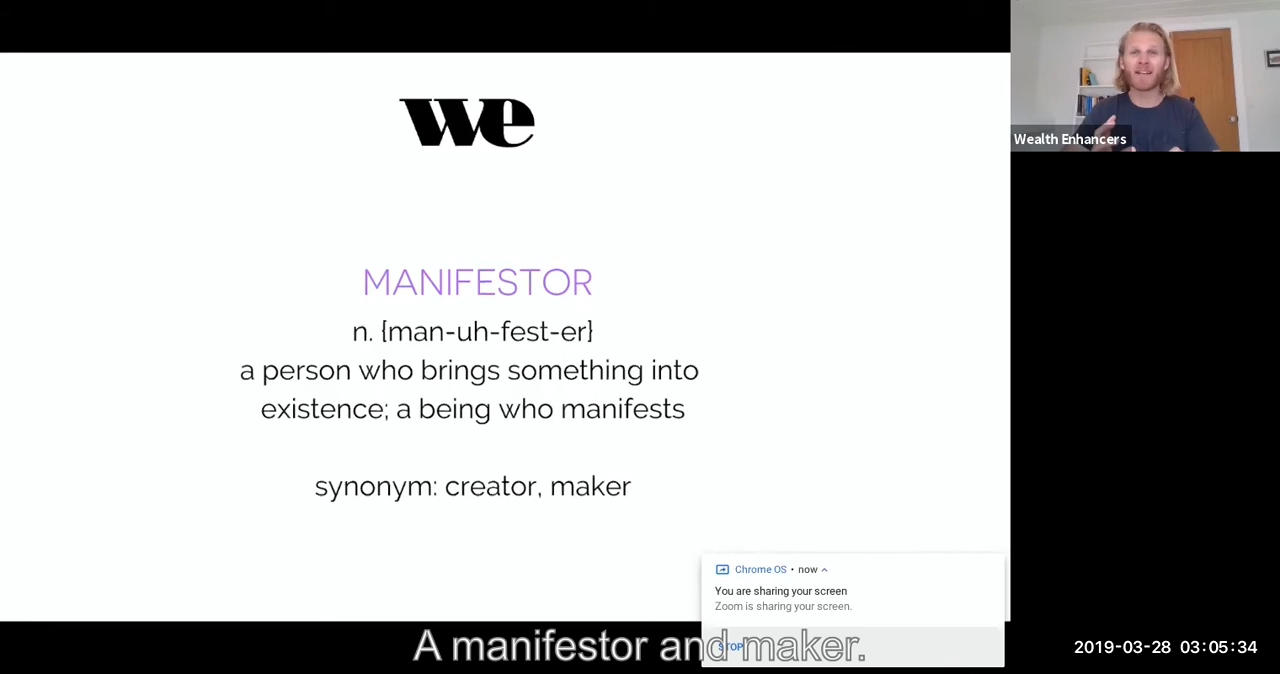 we
Wealth Enhancers
MANIFESTOR
n. {man-uh-fest-er}
a person who brings something into
existence; a being who manifests
synonym: creator, maker
Chrome OS • now
You are sharing your screen
Zoom is sharing your screen.
STOP
A manifestor and maker.
2019-03-28 03:05:34